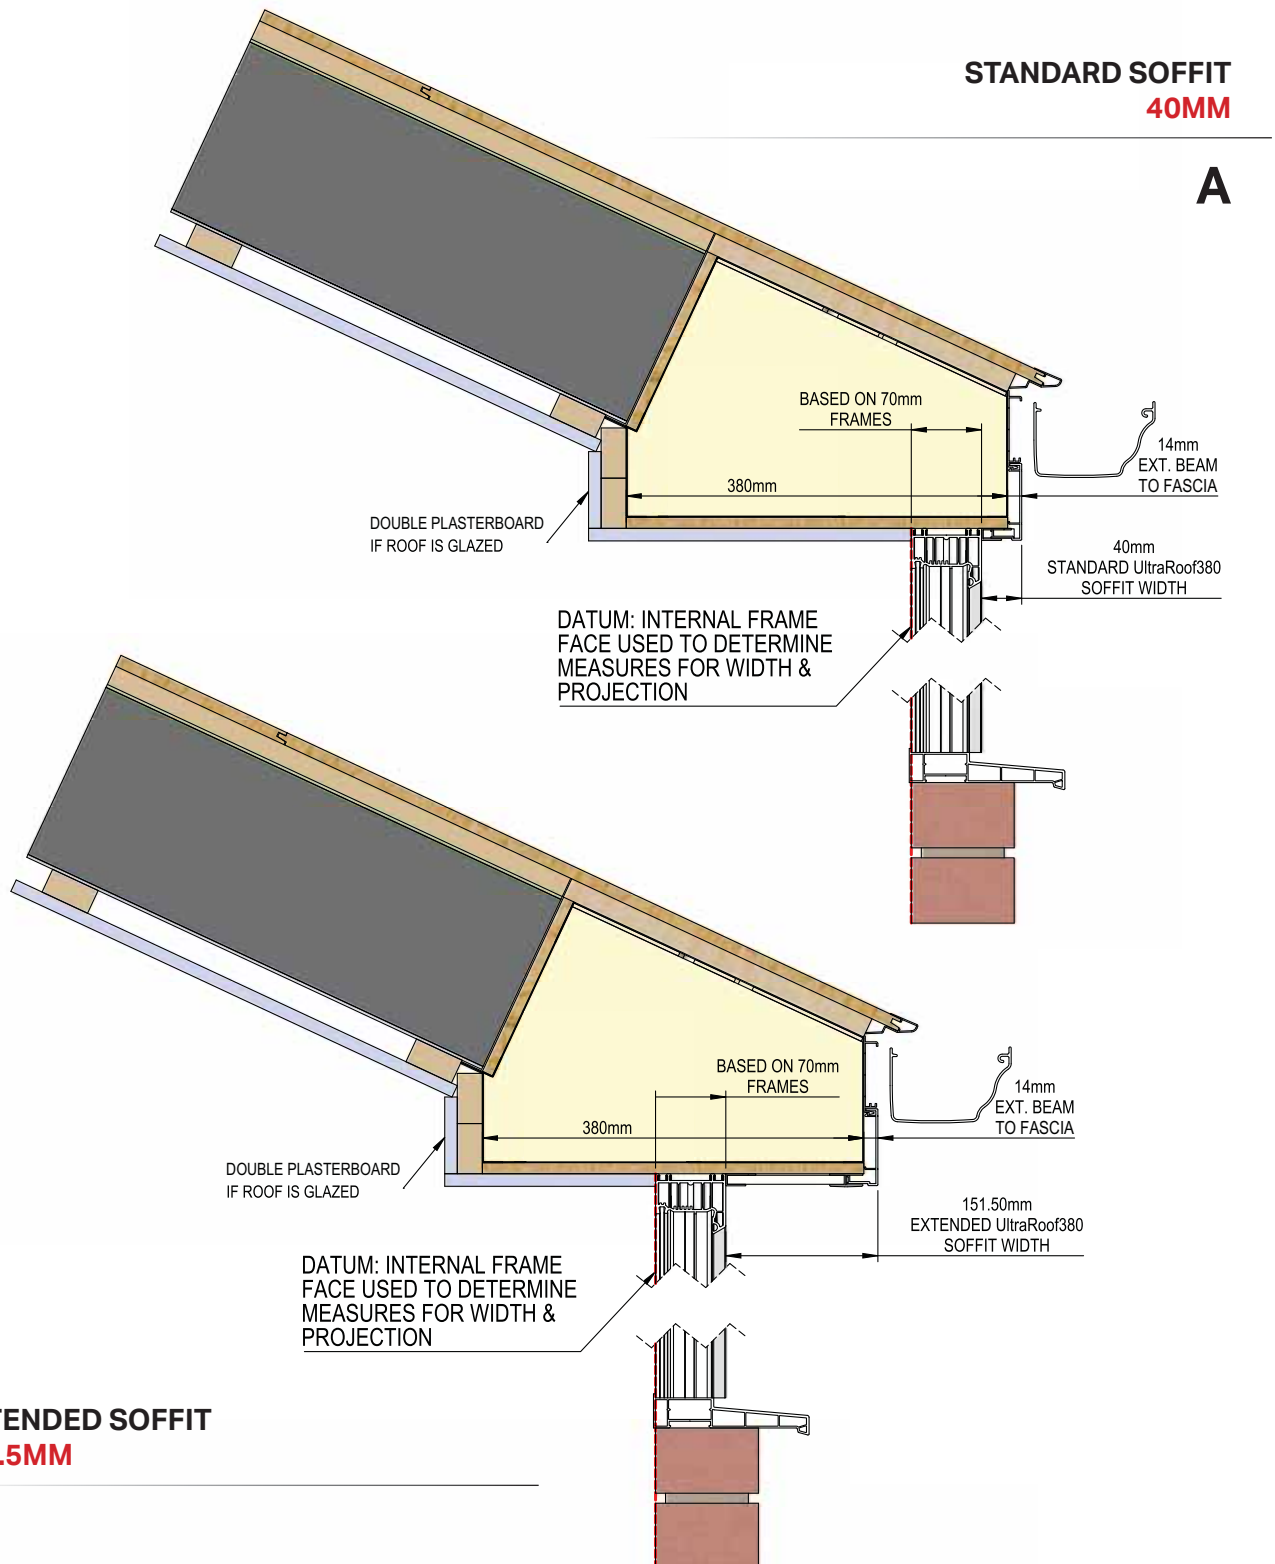 STANDARD SOFFIT
40MM
A
BASED ON 70mm
FRAMES
14mm
EXT. BEAM
TO FASCIA
380mm
DOUBLE PLASTERBOARD
IF ROOF IS GLAZED
40mm
STANDARD UltraRoof380
SOFFIT WIDTH
DATUM: INTERNAL FRAME
FACE USED TO DETERMINE
MEASURES FOR WIDTH &
PROJECTION
BASED ON 70mm
FRAMES
14mm
EXT. BEAM
TO FASCIA
380mm
DOUBLE PLASTERBOARD
IF ROOF IS GLAZED
151.50mm
EXTENDED UltraRoof380
SOFFIT WIDTH
DATUM: INTERNAL FRAME
FACE USED TO DETERMINE
MEASURES FOR WIDTH &
PROJECTION
TENDED SOFFIT
.5MM